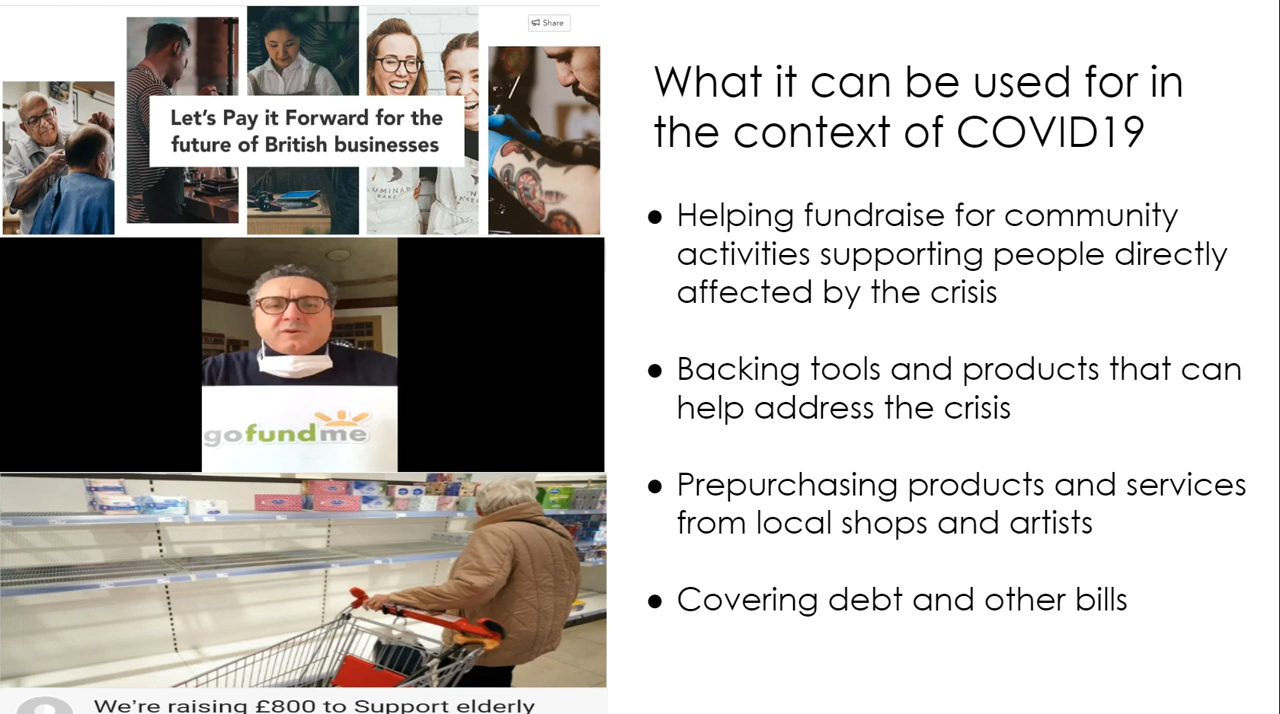 Share
Let's Pay it Forward for the
future of British businesses
gofundme
We're raising £800 to Support elderly
What it can be used for in
the context of COVID19
● Helping fundraise for community
activities supporting people directly
affected by the crisis
● Backing tools and products that can
help address the crisis
● Prepurchasing products and services
from local shops and artists
● Covering debt and other bills